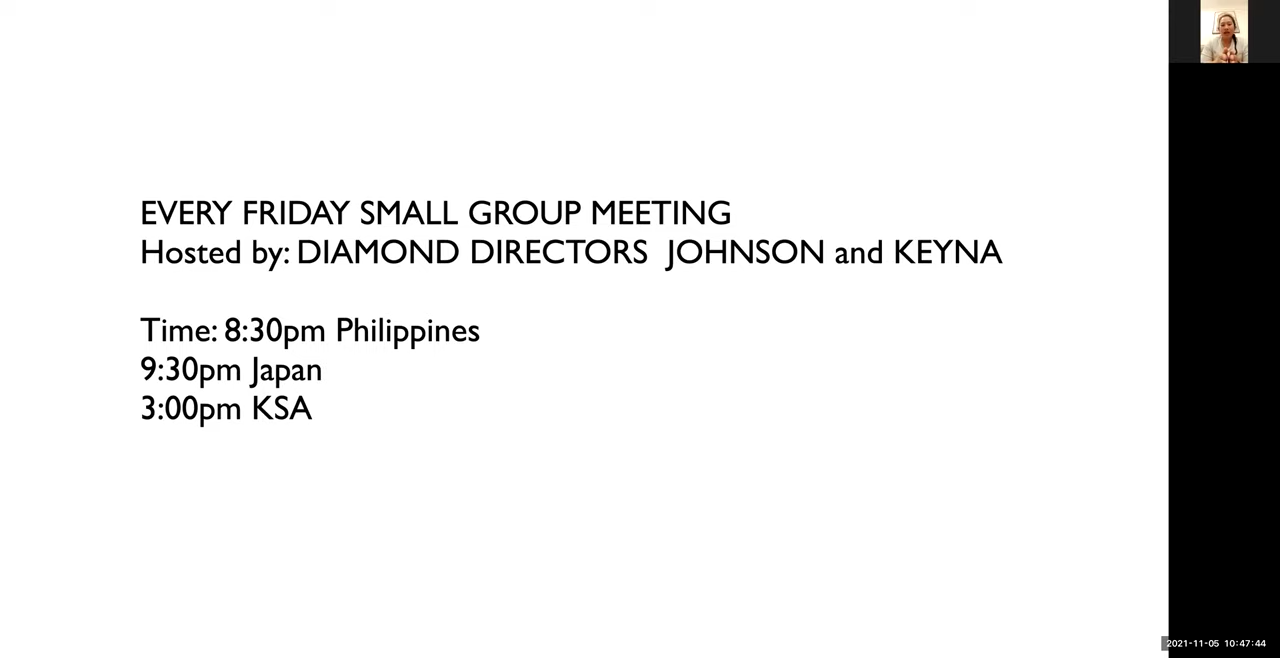 EVERY FRIDAY SMALL GROUP MEETING
Hosted by: DIAMOND DIRECTORS  JOHNSON and KEYNA
Time: 8:30pm Philippines
9:30pm Japan
3:00pm KSA
2021-11-05 10:47:44